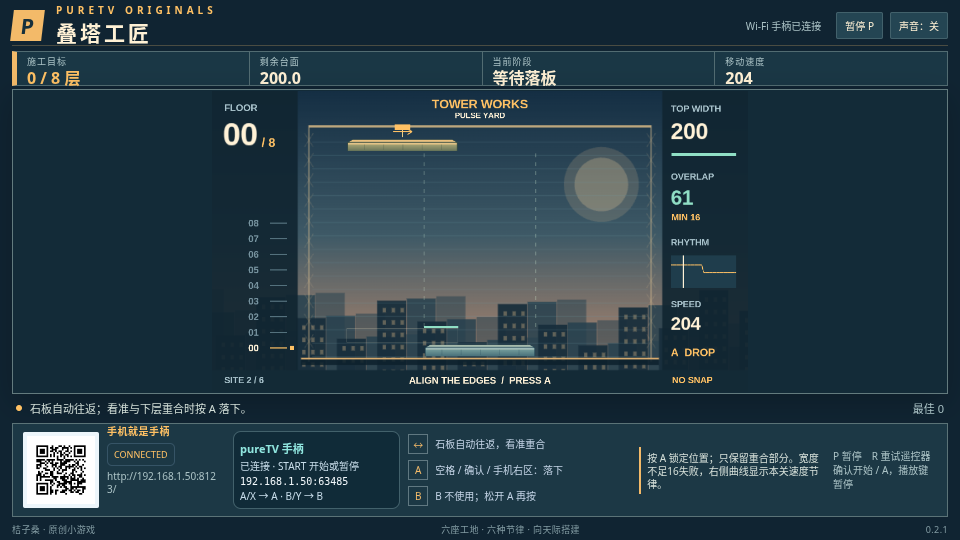 P
PURETV ORIGINALS
叠塔工匠
Wi-Fi 手柄已连接
暂停 P
声音: 关
施工目标
0 / 8 层
剩余台面
200.0
当前阶段
等待落板
移动速度
204
FLOOR
00 / 8
08
07
06
05
04
03
02
01
00
SITE 2 / 6
TOWER WORKS
PULSE YARD
ALIGN THE EDGES / PRESS A
TOP WIDTH
200
OVERLAP
61
MIN 16
RHYTHM
SPEED
204
A DROP
NO SNAP
石板自动往返；看准与下层重合时按 A 落下。
最佳 0
手机就是手柄
CONNECTED
http://192.168.1.50:812
3/
pureTV 手柄
已连接 · START 开始或暂停
192.168.1.50:63485
A/X → A · B/Y → B
↔ 石板自动往返，看准重合
A 空格 / 确认 / 手机右区：落下
B B 不使用；松开 A 再按
按 A 锁定位置；只保留重合部分。宽度
不足16失败，右侧曲线显示本关速度节
律。
P 暂停 R 重试遥控器
确认开始 / A，播放键
暂停
桔子桑 · 原创小游戏
六座工地 · 六种节律 · 向天际搭建
0.2.1